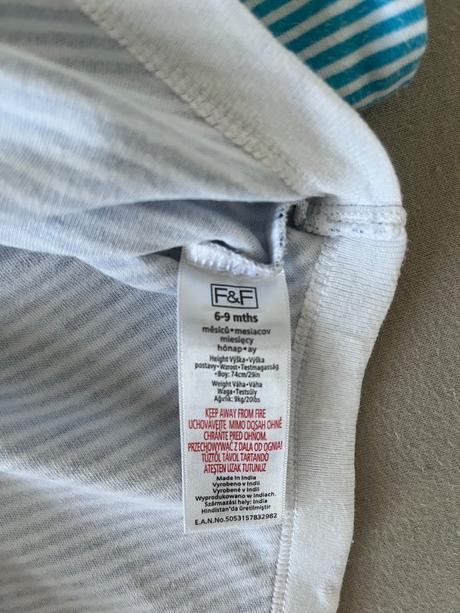 F&F
6-9 mths
měsíců•mesiacov
miesięcy
hónap•ay
Height Výška•Výška
postavy•Wzrost•Testmagasság
•Boy: 74cm/29in
Weight Váha•Váha
Waga•Testsúly
Ağırlık: 9kg/20lbs
KEEP AWAY FROM FIRE
UCHOVÁVEJTE MIMO DOSAH OHNĚ
CHRÁŇTE PRED OHŇOM.
PRZECHOWYWAĆ Z DALA OD OGNIA!
TŰZTŐL TÁVOL TARTANDÓ
ATEŞTEN UZAK TUTUNUZ
Made in India
Vyrobeno v Indii
Vyrobené v Indii
Wyprodukowano w Indiach.
Származási hely: India
Hindistan'da üretilmiştir
E.A.N.No.5053157832982